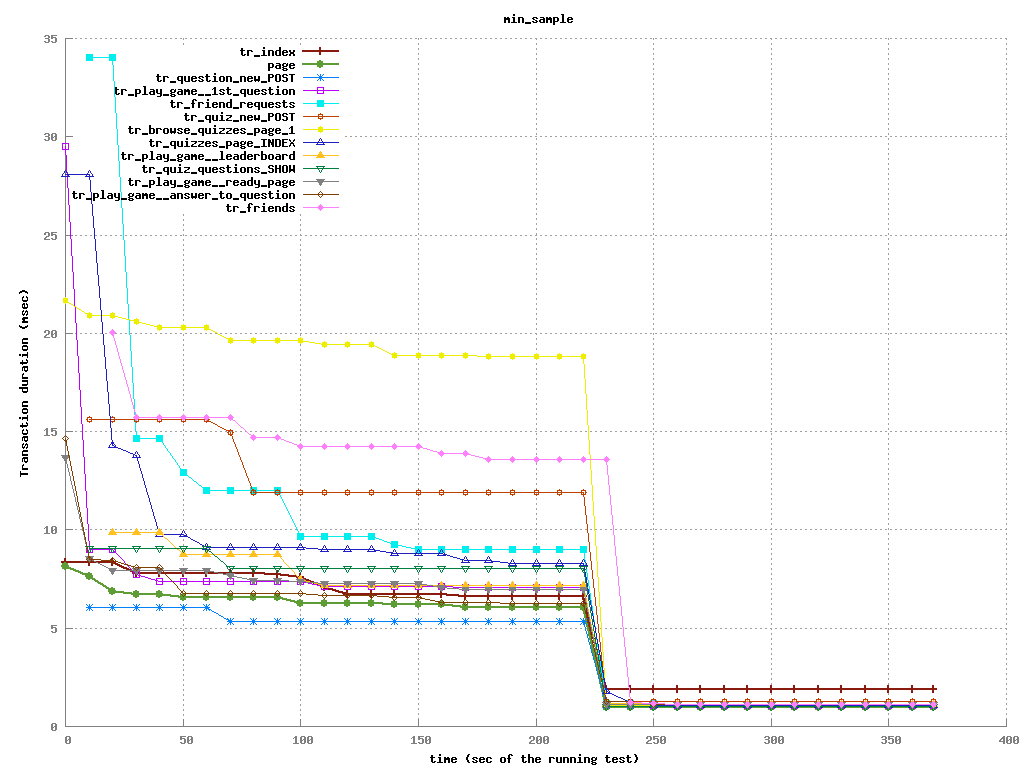 min_sample
35
30
25
20
15
10
5
0
Transaction duration (msec)
tr_index
page
tr_question_new_POST
tr_play_game__1st_question
tr_friend_requests
tr_quiz_new_POST
tr_browse_quizzes_page_1
tr_quizzes_page_INDEX
tr_play_game__leaderboard
tr_quiz_questions_SHOW
tr_play_game__ready_page
tr_play_game__answer_to_question
tr_friends
0 50 100 150 200 250 300 350 400
time (sec of the running test)